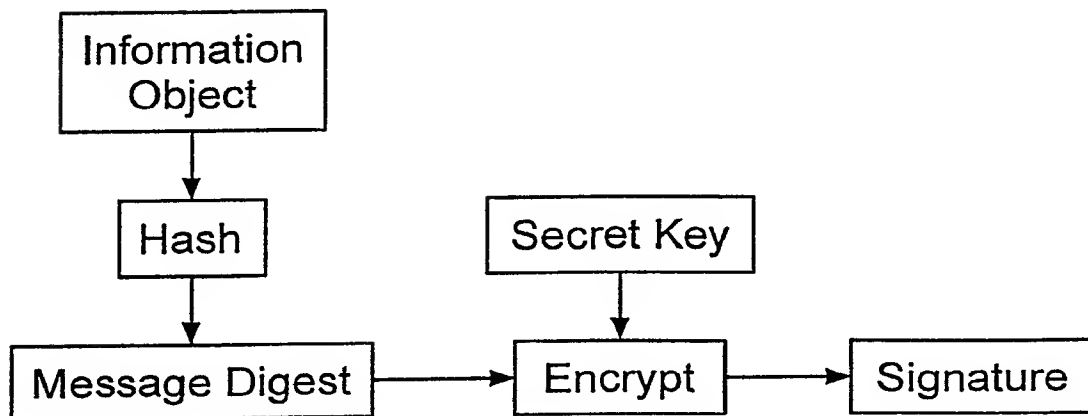 Information
Object
Hash
Secret Key
Message Digest
Encrypt
Signature